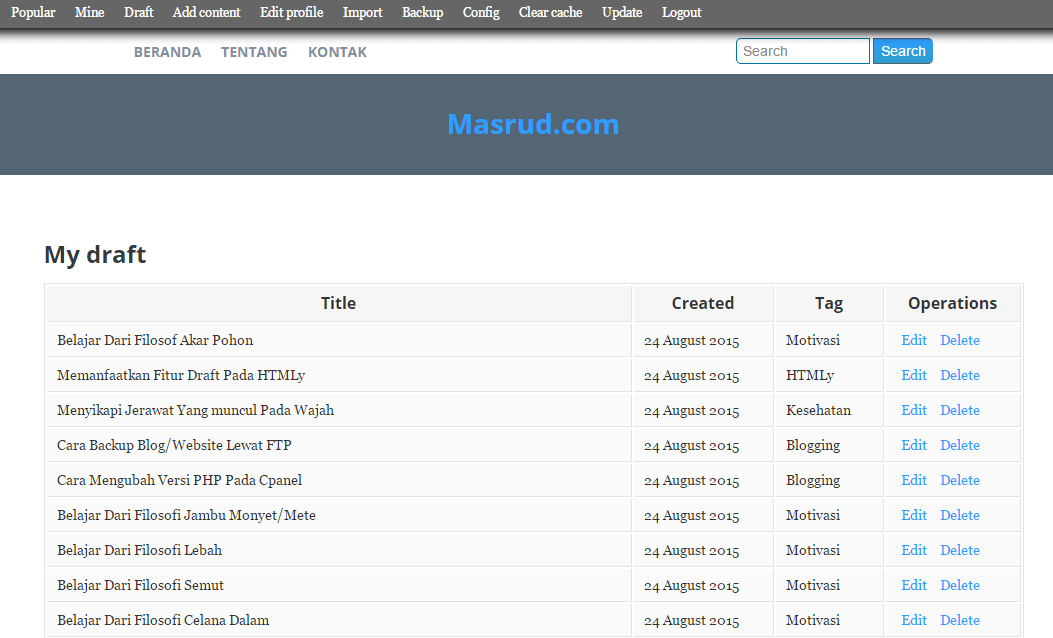 Popular Mine Draft Add content Edit profile Import Backup Config Clear cache Update Logout
BERANDA TENTANG KONTAK Search Search
Masrud.com
My draft
Title Created Tag Operations
Belajar Dari Filosof Akar Pohon 24 August 2015 Motivasi Edit Delete
Memanfaatkan Fitur Draft Pada HTMLy 24 August 2015 HTMLy Edit Delete
Menyikapi Jerawat Yang muncul Pada Wajah 24 August 2015 Kesehatan Edit Delete
Cara Backup Blog/Website Lewat FTP 24 August 2015 Blogging Edit Delete
Cara Mengubah Versi PHP Pada Cpanel 24 August 2015 Blogging Edit Delete
Belajar Dari Filosofi Jambu Monyet/Mete 24 August 2015 Motivasi Edit Delete
Belajar Dari Filosofi Lebah 24 August 2015 Motivasi Edit Delete
Belajar Dari Filosofi Semut 24 August 2015 Motivasi Edit Delete
Belajar Dari Filosofi Celana Dalam 24 August 2015 Motivasi Edit Delete